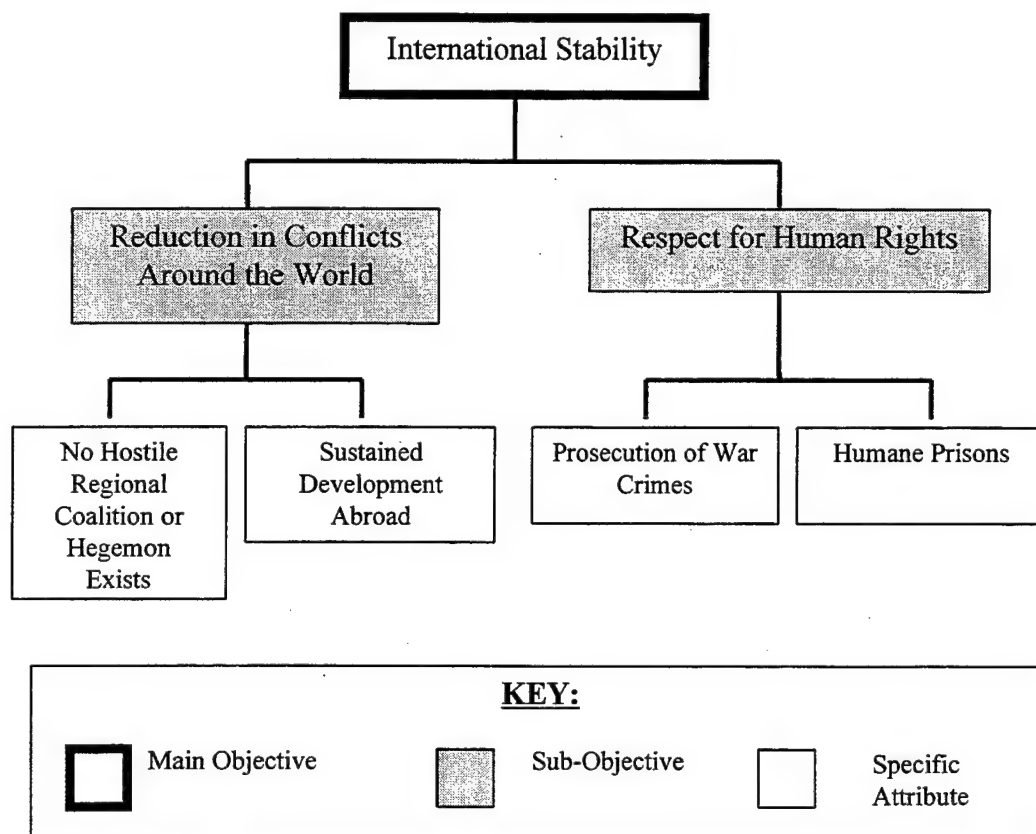 International Stability
Reduction in Conflicts
Around the World
Respect for Human Rights
No Hostile
Regional
Coalition or
Hegemon
Exists
Sustained
Development
Abroad
Prosecution of War
Crimes
Humane Prisons
KEY:
Main Objective
Sub-Objective
Specific
Attribute